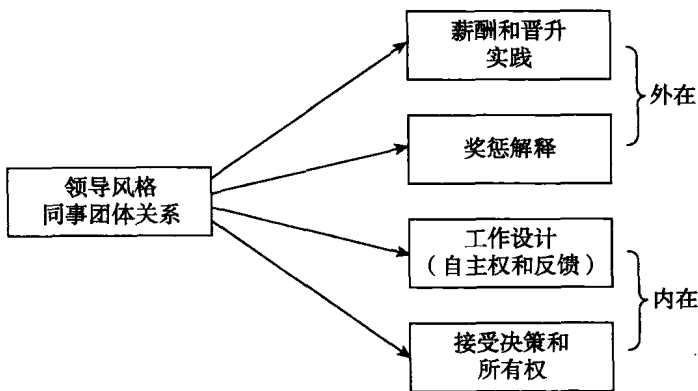 薪酬和晋升
实践
外在
奖惩解释
领导风格
同事团体关系
工作设计
（自主权和反馈）
内在
接受决策和
所有权